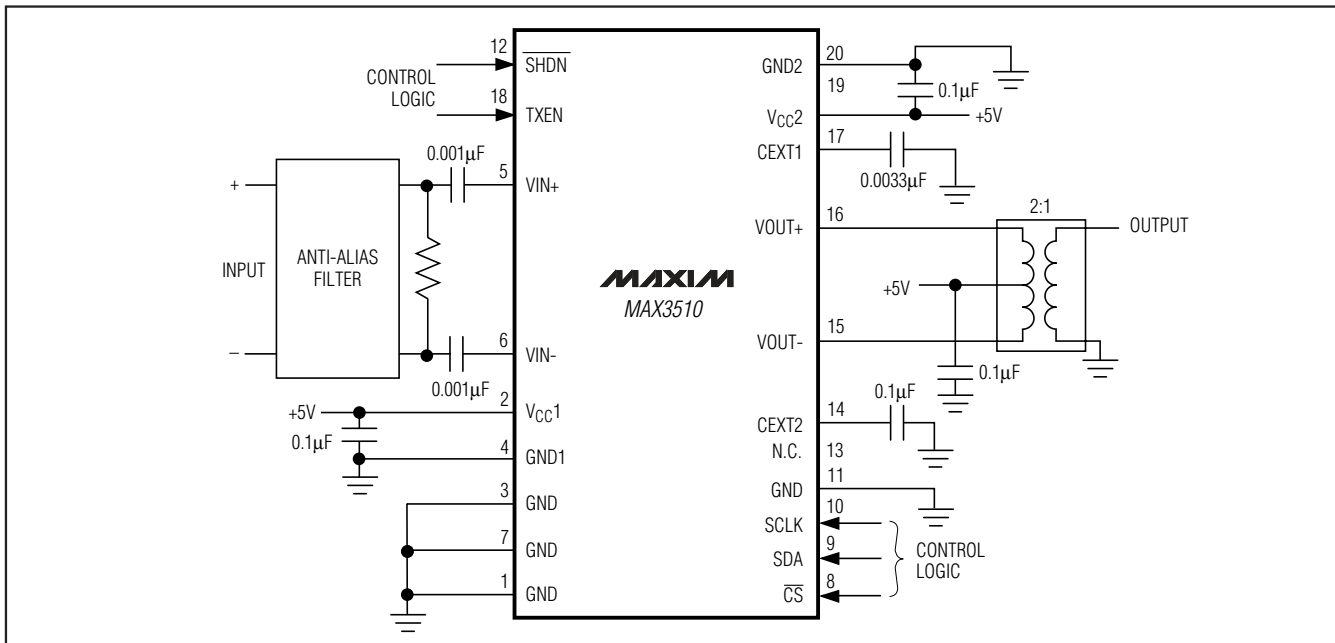 12
SHDN
CONTROL
LOGIC
18
TXEN
0.001µF
5
VIN+
+
INPUT
ANTI-ALIAS
FILTER
−
6
VIN-
0.001µF
2
+5V
VCC1
0.1µF
4
GND1
3
GND
7
GND
1
GND
MAXIM
MAX3510
20
GND2
0.1µF
19
VCC2
+5V
17
CEXT1
0.0033µF
2:1
16
VOUT+
OUTPUT
+5V
15
VOUT-
0.1µF
0.1µF
14
CEXT2
N.C.
13
11
GND
10
SCLK
9
SDA
CONTROL
LOGIC
8
CS